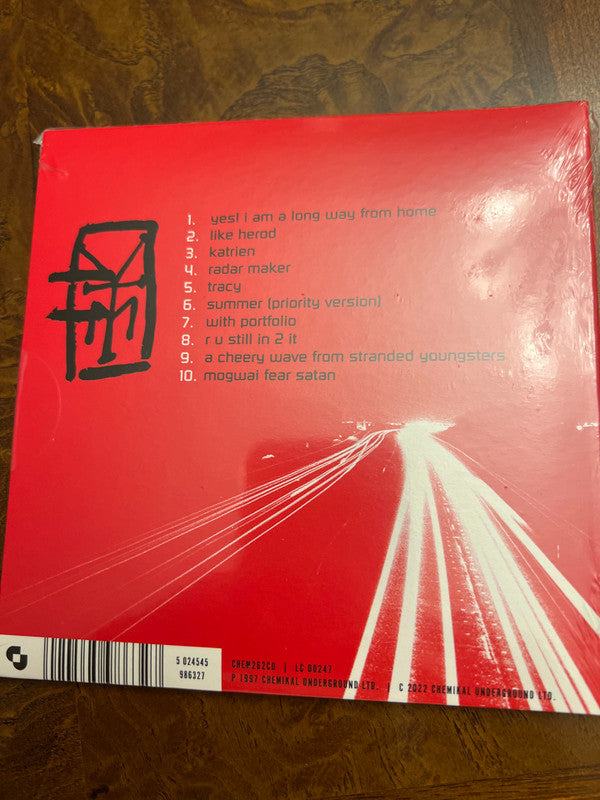 1. yes! i am a long way from home
2. like herod
3. katrien
4. radar maker
5. tracy
6. summer (priority version)
7. with portfolio
8. r u still in 2 it
9. a cheery wave from stranded youngsters
10. mogwai fear satan
5 024545
986327
CHEM262CD | LC 00247
P 1997 CHEMIKAL UNDERGROUND LTD. | C 2022 CHEMIKAL UNDERGROUND LTD.